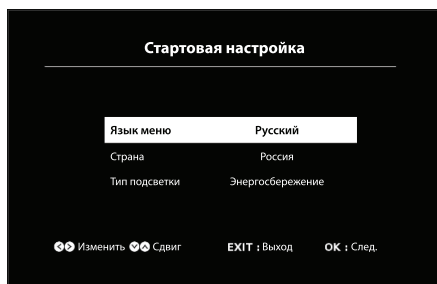 Стартовая настройка
Язык меню Русский
Страна Россия
Тип подсветки Энергосбережение
Изменить Сдвиг EXIT : Выход OK : След.